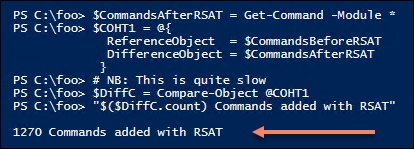 PS C:\foo> $CommandsAfterRSAT = Get-Command -Module *
PS C:\foo> $COHT1 = @{
ReferenceObject  = $CommandsBeforeRSAT
DifferenceObject = $CommandsAfterRSAT
}
PS C:\foo> # NB: This is quite slow
PS C:\foo> $DiffC = Compare-Object @COHT1
PS C:\foo> "$($DiffC.count) Commands added with RSAT"
1270 Commands added with RSAT